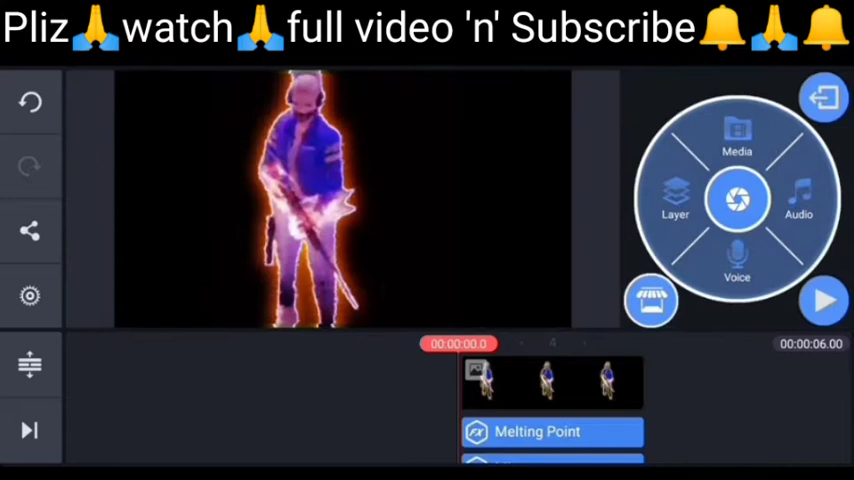 Pliz🙏watch🙏full video 'n' Subscribe🔔🙏🔔
Media
Layer
Audio
Voice
00:00:00.0
4
00:00:06.00
FX Melting Point